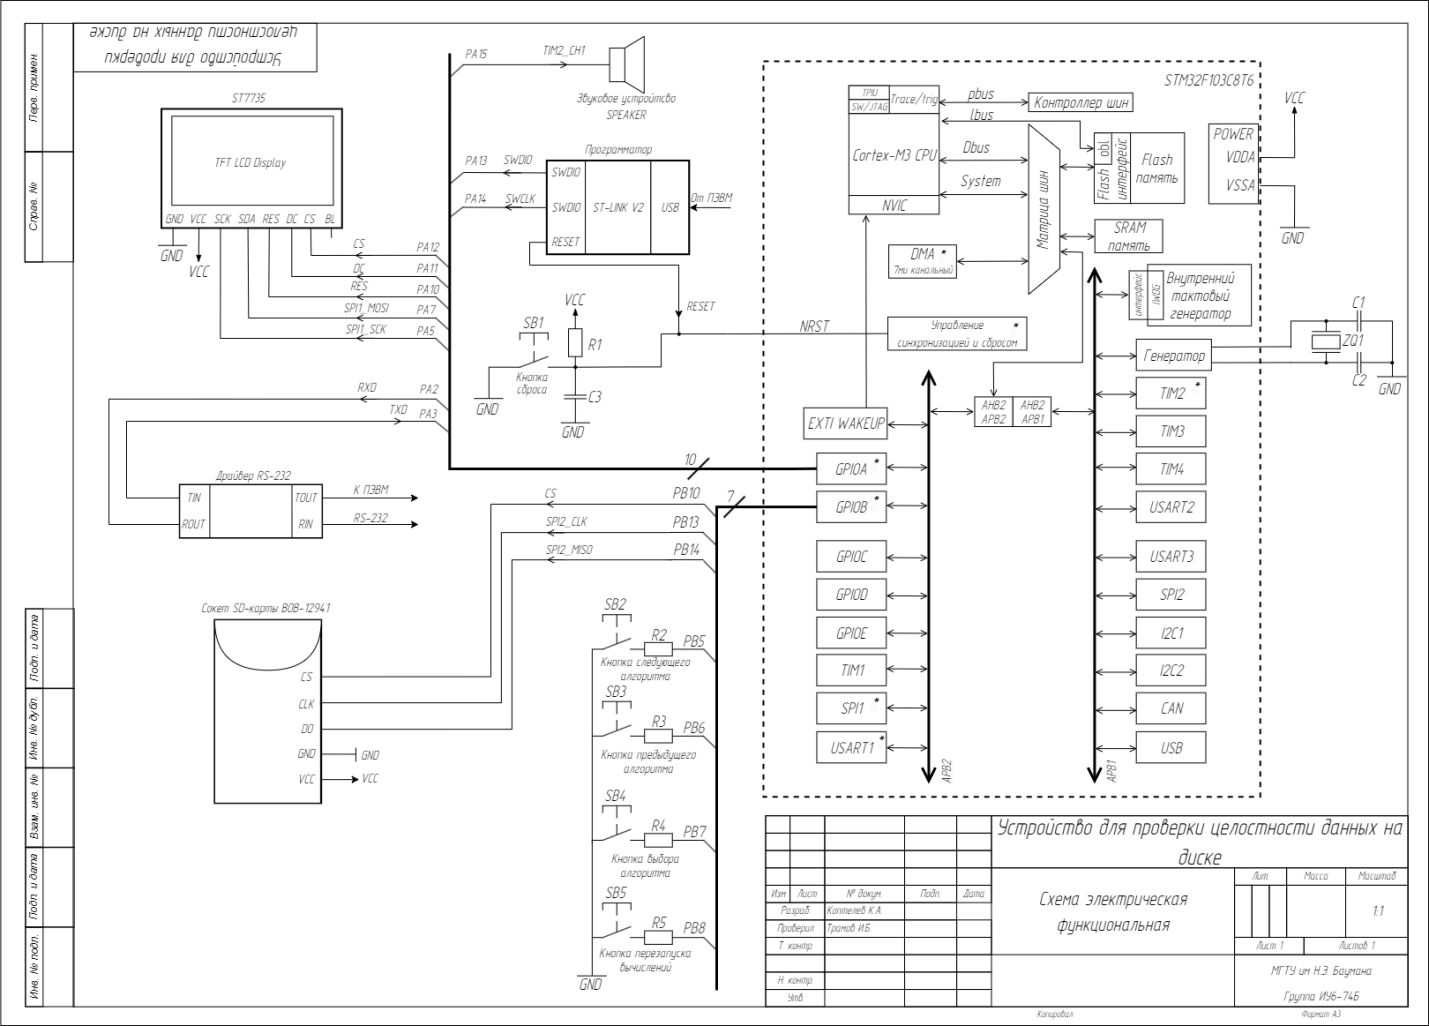 Устройство для проверки
целостности данных на диске
Перв. примен.
Справ. №
Подп. и дата
Инв. № дубл.
Взам. инв. №
Подп. и дата
Инв. № подл.
ST7735
TFT LCD Display
GND VCC SCK SDA RES DC CS BL
GND
VCC
CS PA12
DC PA11
RES PA10
SPI1_MOSI PA7
SPI1_SCK PA5
RXD PA2
TXD PA3
PA15 TIM2_CH1
Звуковое устройтсво
SPEAKER
Программатор
PA13 SWDIO
PA14 SWCLK
SWDIO
SWDIO
RESET
ST-LINK V2
USB
От ПЭВМ
RESET
VCC
SB1
R1
Кнопка
сброса
C3
GND
GND
NRST
Драйвер RS-232
TIN
ROUT
TOUT
RIN
К ПЭВМ
RS-232
10
7
CS PB10
SPI2_CLK PB13
SPI2_MISO PB14
Сокет SD-карты BOB-12941
CS
CLK
DO
GND
VCC
GND
VCC
SB2
R2
PB5
Кнопка следующего
алгоритма
SB3
R3
PB6
Кнопка предыдущего
алгоритма
SB4
R4
PB7
Кнопка выбора
алгоритма
SB5
R5
PB8
Кнопка перезапуска
вычислений
GND
STM32F103C8T6
TPIU
SW/JTAG
Trace/trig
Cortex-M3 CPU
NVIC
pbus
Контроллер шин
Ibus
Dbus
System
Матрица шин
Flash
obl.
интерфейс
Flash
память
SRAM
память
DMA *
7ми канальный
POWER
VDDA
VSSA
VCC
GND
интерфейс
IWDG
Внутренний
тактовый
генератор
Управление *
синхронизацией и сбросом
Генератор
C1
ZQ1
C2
GND
AHB2
APB2
AHB2
APB1
EXTI WAKEUP
GPIOA *
GPIOB *
GPIOC
GPIOD
GPIOE
TIM1
SPI1 *
USART1 *
APB2
TIM2 *
TIM3
TIM4
USART2
USART3
SPI2
I2C1
I2C2
CAN
USB
APB1
Устройство для проверки целостности данных на
диске
Схема электрическая
функциональная
Изм Лист № докум. Подп. Дата
Разраб Коптелев К.А.
Проверил Трамов И.Б.
Т. контр.
Н. контр.
Утв.
Лит. Масса Масштаб
1:1
Лист 1 Листов 1
МГТУ им Н.Э. Баумана
Группа ИУ6-74Б
Копировал Формат А3